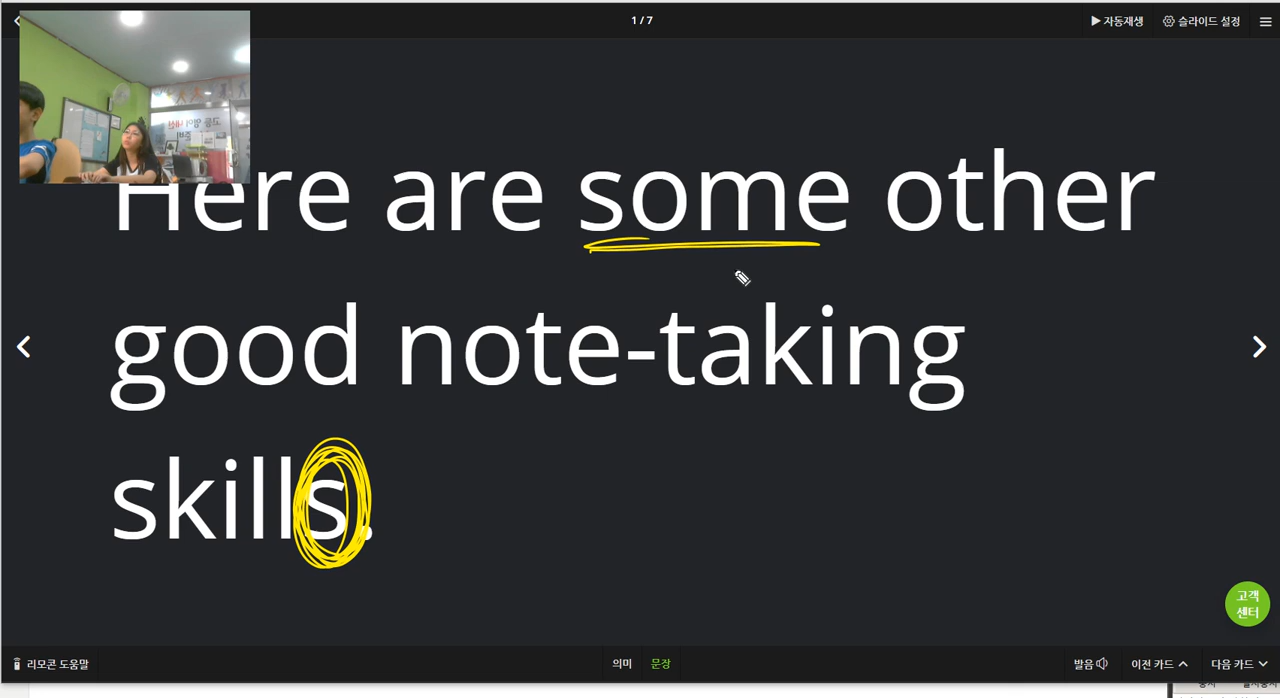 1 / 7
자동재생
슬라이드 설정
Here are some other
good note-taking
skills.
고객
센터
리모콘 도움말
의미
문장
발음
이전 카드
다음 카드